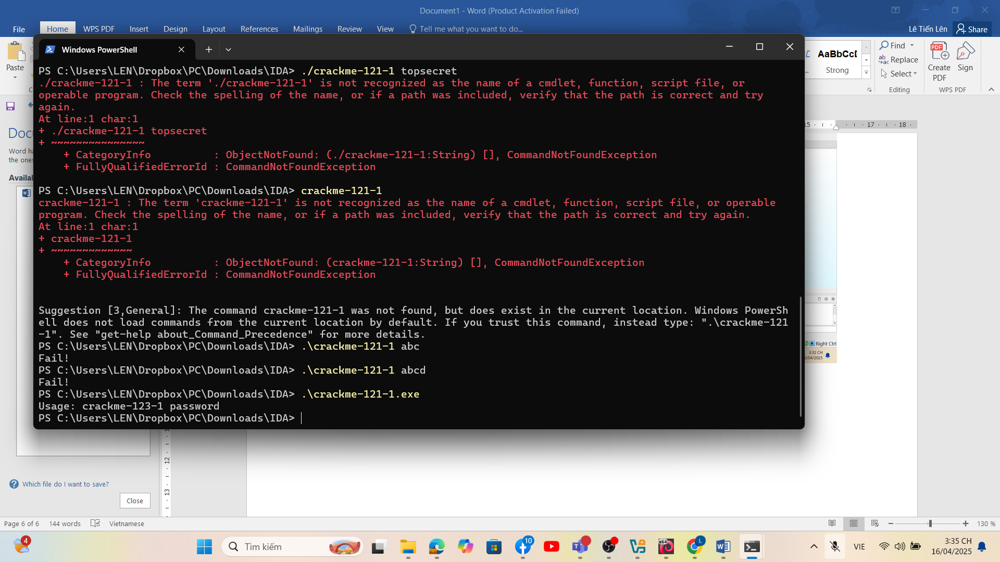 Document1 - Word (Product Activation Failed)
File Home WPS PDF Insert Design Layout References Mailings Review View Tell me what you want to do... Lê Tiến Lên Share
Windows PowerShell
Paste
AaBbCcI
Strong
Find
Replace
Select
Editing
Create PDF
Sign
WPS PDF
PS C:\Users\LEN\Dropbox\PC\Downloads\IDA> ./crackme-121-1 topsecret
./crackme-121-1 : The term './crackme-121-1' is not recognized as the name of a cmdlet, function, script file, or
operable program. Check the spelling of the name, or if a path was included, verify that the path is correct and try
again.
At line:1 char:1
+ ./crackme-121-1 topsecret
+ ~~~~~~~~~~~~~~~
+ CategoryInfo : ObjectNotFound: (./crackme-121-1:String) [], CommandNotFoundException
+ FullyQualifiedErrorId : CommandNotFoundException
PS C:\Users\LEN\Dropbox\PC\Downloads\IDA> crackme-121-1
crackme-121-1 : The term 'crackme-121-1' is not recognized as the name of a cmdlet, function, script file, or operable
program. Check the spelling of the name, or if a path was included, verify that the path is correct and try again.
At line:1 char:1
+ crackme-121-1
+ ~~~~~~~~~~~~~
+ CategoryInfo : ObjectNotFound: (crackme-121-1:String) [], CommandNotFoundException
+ FullyQualifiedErrorId : CommandNotFoundException
Suggestion [3,General]: The command crackme-121-1 was not found, but does exist in the current location. Windows PowerSh
ell does not load commands from the current location by default. If you trust this command, instead type: ".\crackme-121
-1". See "get-help about_Command_Precedence" for more details.
PS C:\Users\LEN\Dropbox\PC\Downloads\IDA> .\crackme-121-1 abc
Fail!
PS C:\Users\LEN\Dropbox\PC\Downloads\IDA> .\crackme-121-1 abcd
Fail!
PS C:\Users\LEN\Dropbox\PC\Downloads\IDA> .\crackme-121-1.exe
Usage: crackme-123-1 password
PS C:\Users\LEN\Dropbox\PC\Downloads\IDA>
Docu
Word ha
the ones
Availab
15 17 18
Right Ctrl
3:32 CH
12
13
Which file do I want to save?
Close
Page 6 of 6 144 words Vietnamese 130 %
4
Tìm kiếm
10
x64
L
VIE
3:35 CH
16/04/2025